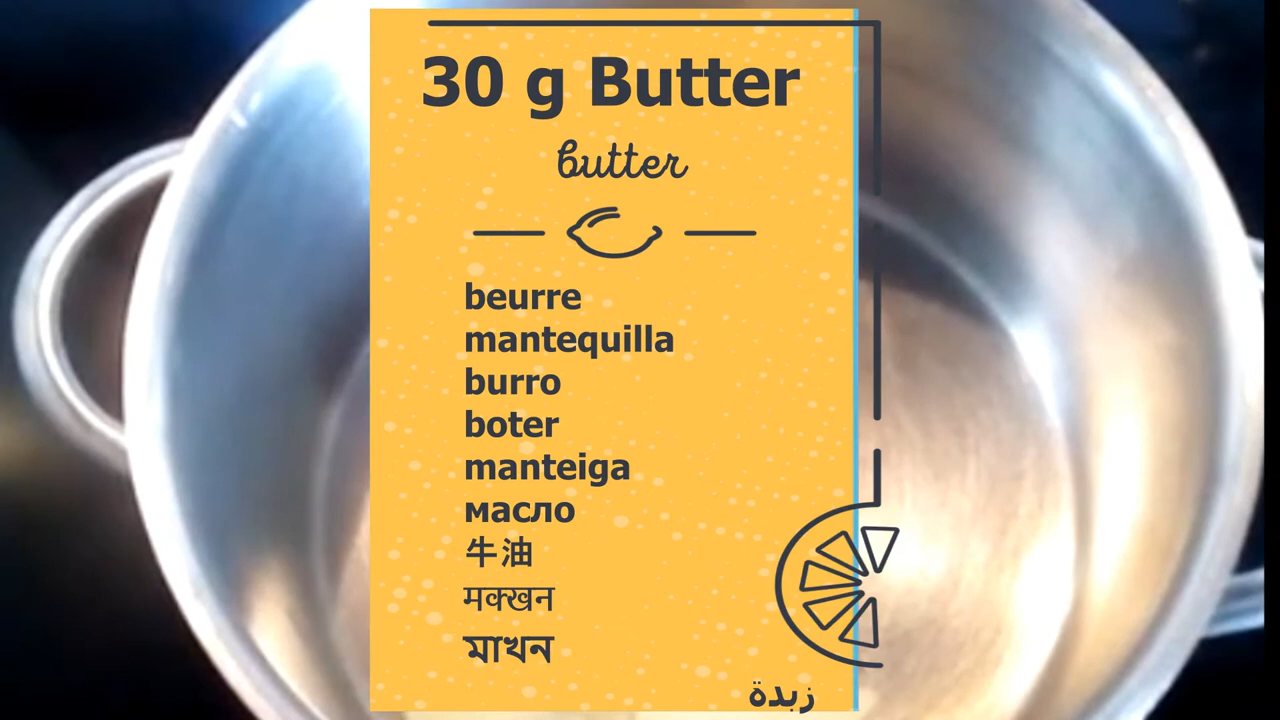 30 g Butter
butter
beurre
mantequilla
burro
boter
manteiga
масло
牛油
मक्खन
মাখন
زبدة